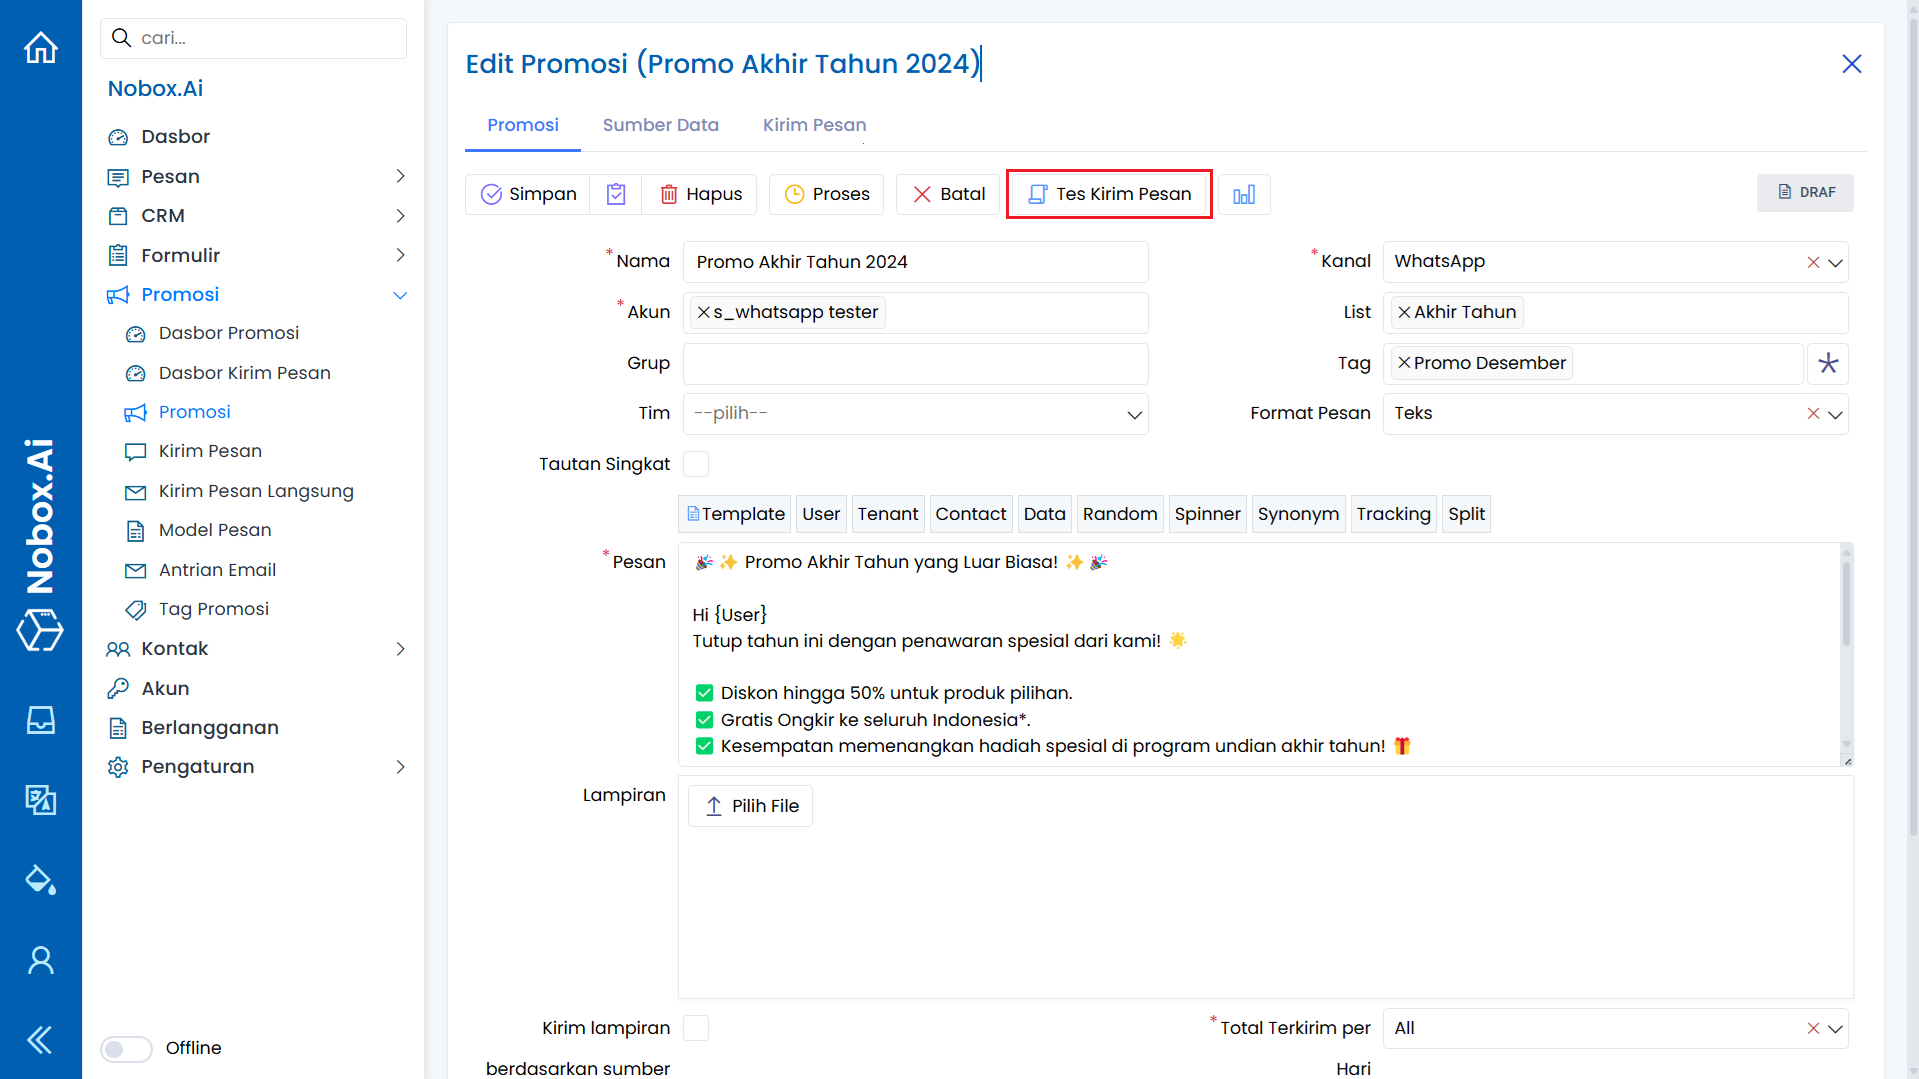 cari...
Nobox.Ai
Dasbor
Pesan
CRM
Formulir
Promosi
Dasbor Promosi
Dasbor Kirim Pesan
Promosi
Kirim Pesan
Kirim Pesan Langsung
Model Pesan
Antrian Email
Tag Promosi
Kontak
Akun
Berlangganan
Pengaturan
Offline
Nobox.Ai
Edit Promosi (Promo Akhir Tahun 2024)
Promosi Sumber Data Kirim Pesan
Simpan Hapus Proses Batal Tes Kirim Pesan DRAF
*Nama Promo Akhir Tahun 2024 *Kanal WhatsApp
*Akun s_whatsapp tester List Akhir Tahun
Grup Tag Promo Desember
Tim --pilih-- Format Pesan Teks
Tautan Singkat
Template User Tenant Contact Data Random Spinner Synonym Tracking Split
*Pesan 🎉 ✨ Promo Akhir Tahun yang Luar Biasa! ✨ 🎉
Hi {User}
Tutup tahun ini dengan penawaran spesial dari kami! 🌟
✅ Diskon hingga 50% untuk produk pilihan.
✅ Gratis Ongkir ke seluruh Indonesia*.
✅ Kesempatan memenangkan hadiah spesial di program undian akhir tahun! 🎁
Lampiran Pilih File
Kirim lampiran *Total Terkirim per All
berdasarkan sumber Hari